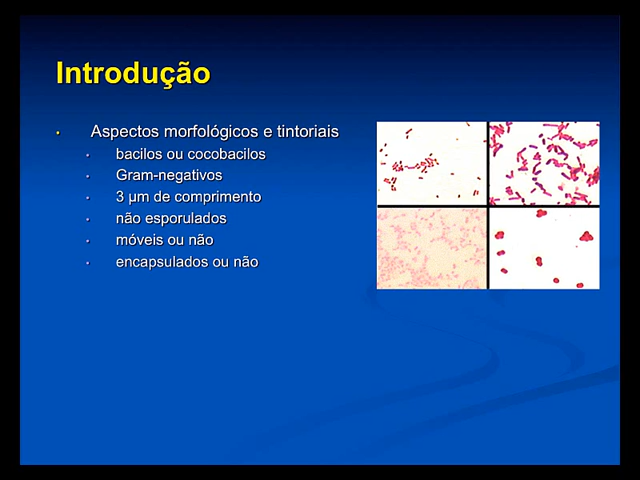 Introdução
Aspectos morfológicos e tintoriais
bacilos ou cocobacilos
Gram-negativos
3 μm de comprimento
não esporulados
móveis ou não
encapsulados ou não